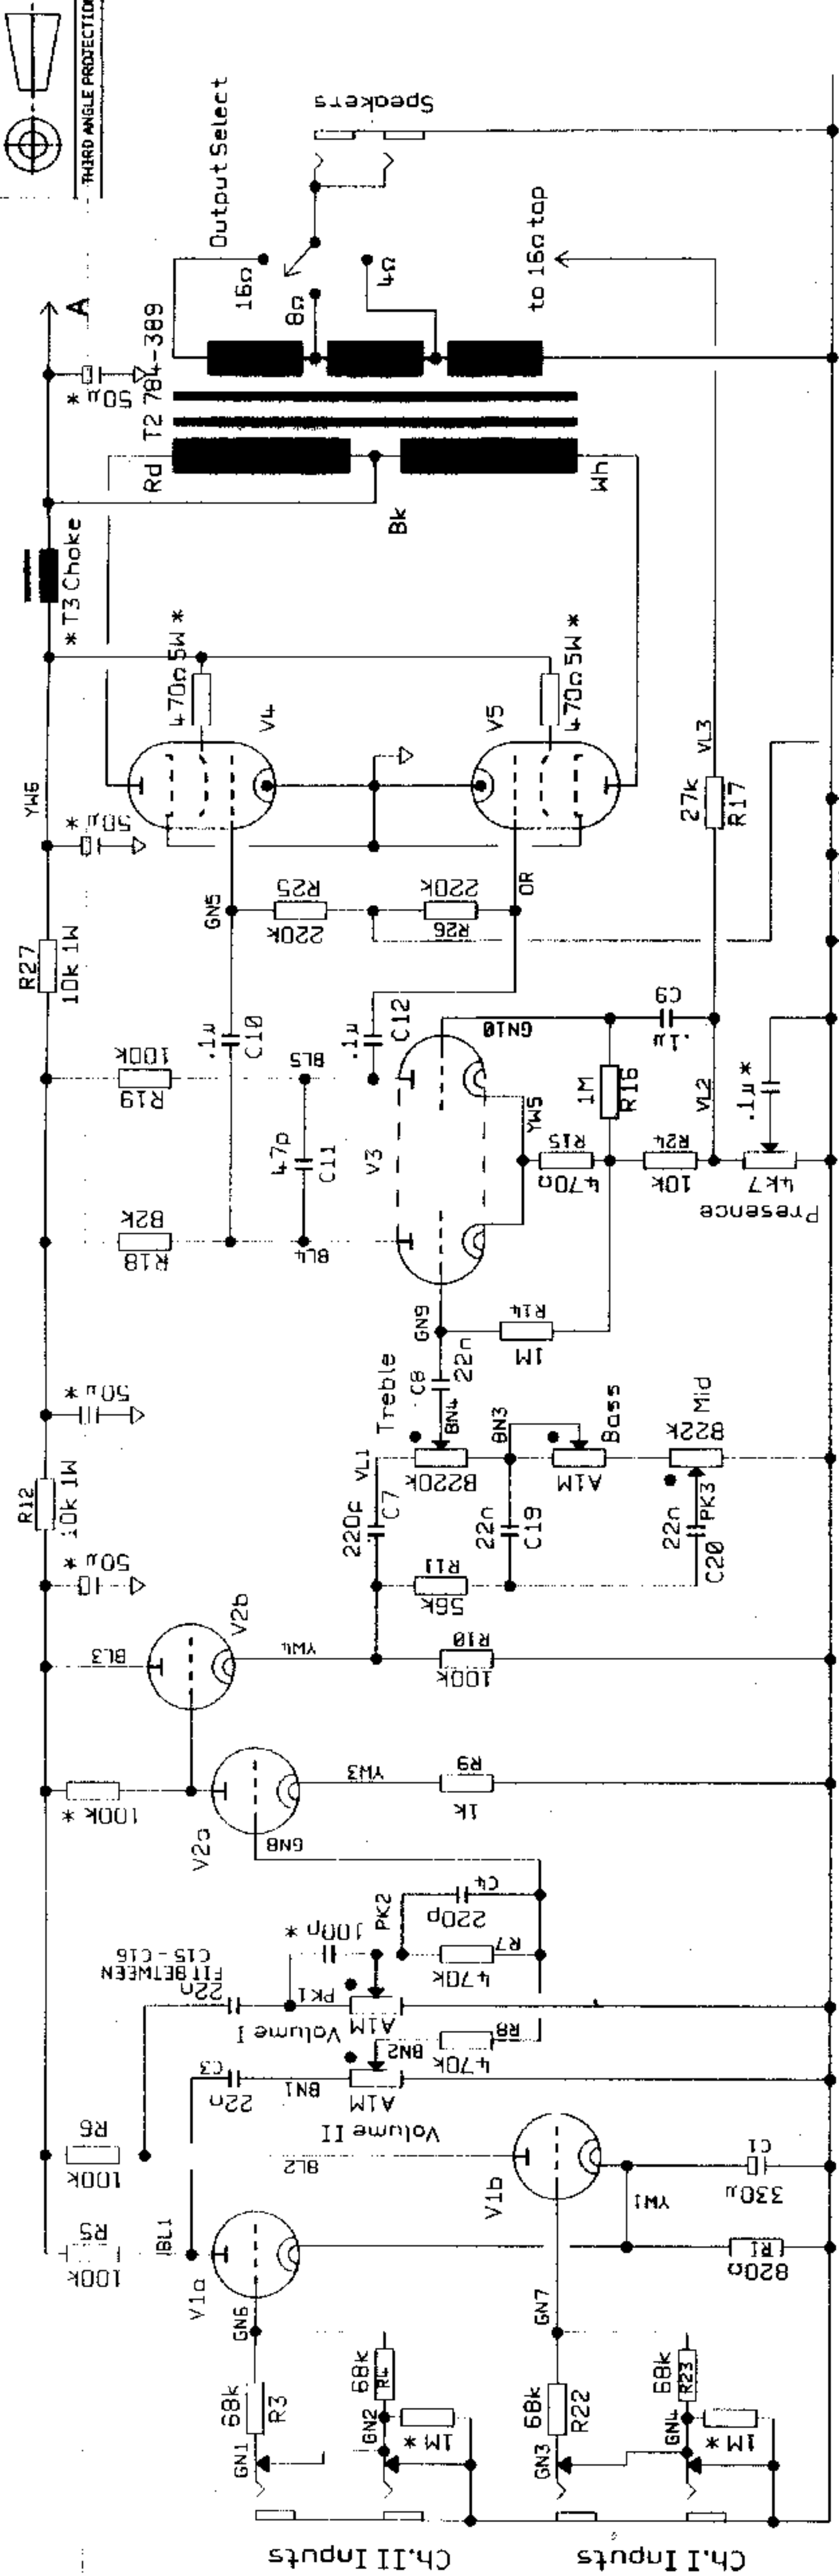 THIRD ANGLE PROJECTION
A
50µ *
T2 784-389
Output Select
Speakers
16Ω
8Ω
4Ω
to 16Ω tap
Rd
Bk
Wh
* T3 Choke
470Ω 5W *
V4
470Ω 5W *
V5
VL3
27k
R17
YW6
50µ *
GN5
R25
220k
R26
220k
OR
R27
10k 1W
.1µ
C10
.1µ
C12
BL5
GN10
C9
.1µ
R19
100k
47p
C11
V3
YW5
1M
R16
VL2
.1µ *
R18
82k
BL4
R15
470Ω
R24
10k
4k7
Presence
GN9
R14
1M
C8
22n
50µ *
Treble
BN4
B220k
BN3
Bass
A1M
Mid
B22k
VL1
220p
C7
22n
C19
22n
PK3
C20
R12
10k 1W
50µ *
R11
56k
V2b
BL3
YW4
R10
100k
100k *
V2a
GN8
YW3
R9
1k
FIT BETWEEN
C15 - C16
22n
PK1
100p *
PK2
A1M
Volume I
C4
220p
R7
470k
C3
22n
BN1
BN2
A1M
Volume II
R8
470k
R6
100k
BL2
V1b
YW1
C1
330µ
R5
100k
BL1
V1a
GN6
GN7
R1
820Ω
68k
R3
GN1
68k
R4
GN2
1M *
68k
R22
GN3
68k
R23
GN4
1M *
Ch.II Inputs
Ch.I Inputs